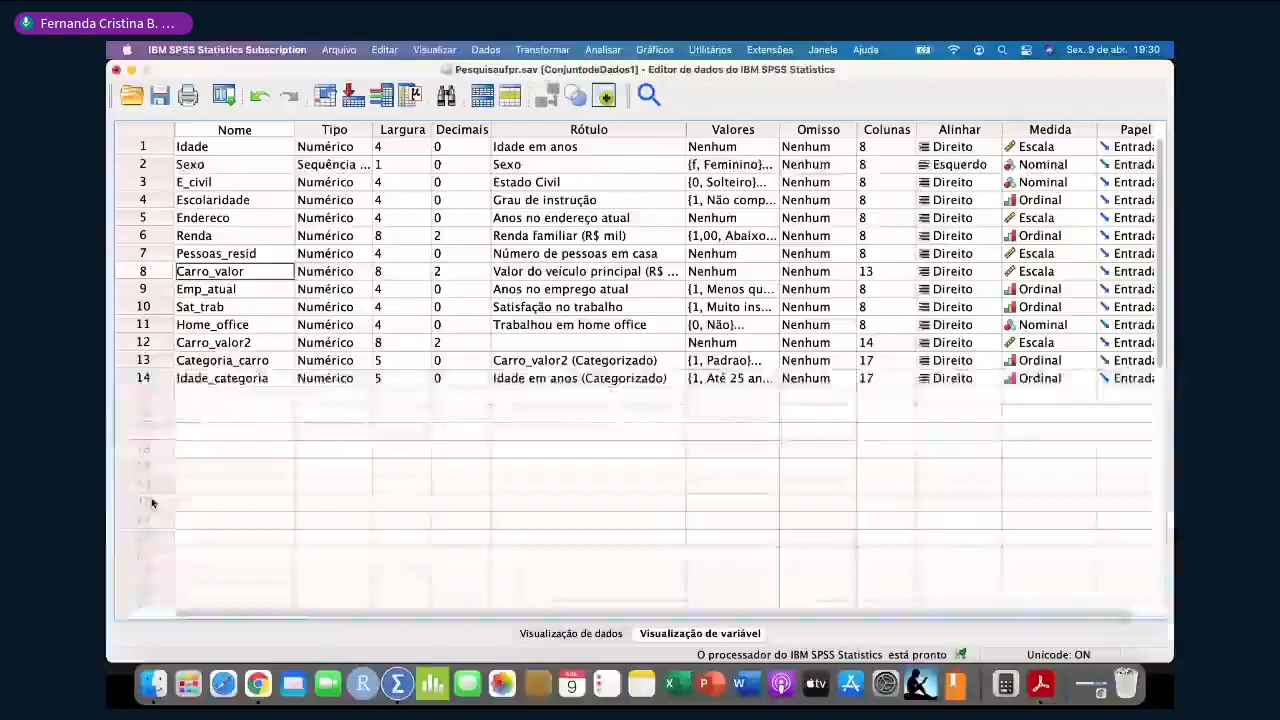 Fernanda Cristina B. ...
IBM SPSS Statistics Subscription Arquivo Editar Visualizar Dados Transformar Analisar Gráficos Utilitários Extensões Janela Ajuda Sex. 9 de abr. 19:30
Pesquisaufpr.sav [ConjuntodeDados1] - Editor de dados do IBM SPSS Statistics
Nome Tipo Largura Decimais Rótulo Valores Omisso Colunas Alinhar Medida Papel
1 Idade Numérico 4 0 Idade em anos Nenhum Nenhum 8 Direito Escala Entrada
2 Sexo Sequência ... 1 0 Sexo {f, Feminino}... Nenhum 8 Esquerdo Nominal Entrada
3 E_civil Numérico 4 0 Estado Civil {0, Solteiro}... Nenhum 8 Direito Nominal Entrada
4 Escolaridade Numérico 4 0 Grau de instrução {1, Não comp... Nenhum 8 Direito Ordinal Entrada
5 Endereco Numérico 4 0 Anos no endereço atual Nenhum Nenhum 8 Direito Escala Entrada
6 Renda Numérico 8 2 Renda familiar (R$ mil) {1,00, Abaixo... Nenhum 8 Direito Ordinal Entrada
7 Pessoas_resid Numérico 4 0 Número de pessoas em casa Nenhum Nenhum 8 Direito Escala Entrada
8 Carro_valor Numérico 8 2 Valor do veículo principal (R$ ... Nenhum Nenhum 13 Direito Escala Entrada
9 Emp_atual Numérico 4 0 Anos no emprego atual {1, Menos qu... Nenhum 8 Direito Ordinal Entrada
10 Sat_trab Numérico 4 0 Satisfação no trabalho {1, Muito ins... Nenhum 8 Direito Ordinal Entrada
11 Home_office Numérico 4 0 Trabalhou em home office {0, Não}... Nenhum 8 Direito Nominal Entrada
12 Carro_valor2 Numérico 8 2 Nenhum Nenhum 14 Direito Escala Entrada
13 Categoria_carro Numérico 5 0 Carro_valor2 (Categorizado) {1, Padrao}... Nenhum 17 Direito Ordinal Entrada
14 Idade_categoria Numérico 5 0 Idade em anos (Categorizado) {1, Até 25 an... Nenhum 17 Direito Ordinal Entrada
Visualização de dados Visualização de variável
O processador do IBM SPSS Statistics está pronto Unicode: ON